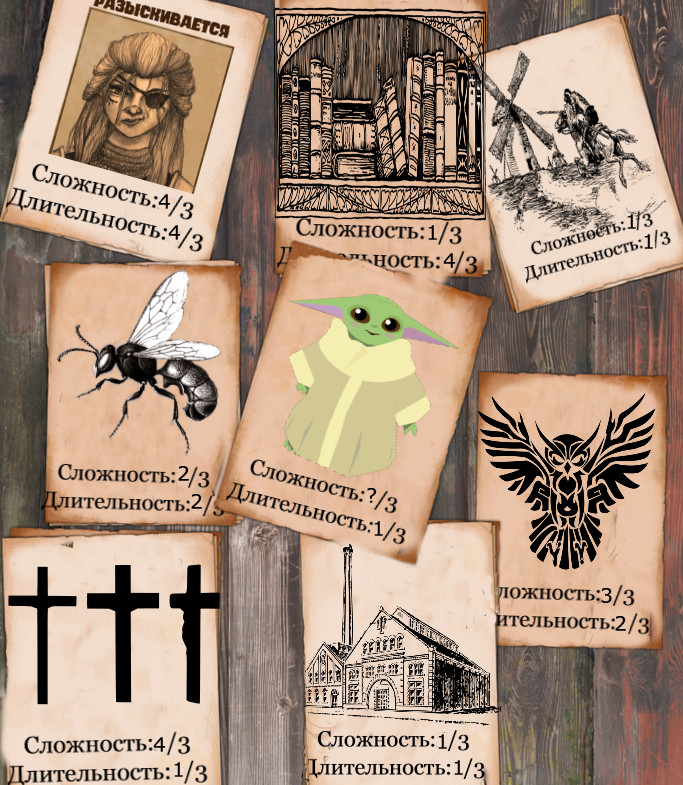 РАЗЫСКИВАЕТСЯ
Сложность:4/3
Длительность:4/3
Сложность:1/3
Длительность:4/3
Сложность:1/3
Длительность:1/3
Сложность:2/3
Длительность:2/3
Сложность:?/3
Длительность:1/3
ложность:3/3
ительность:2/3
Сложность:4/3
Длительность:1/3
Сложность:1/3
Длительность:1/3